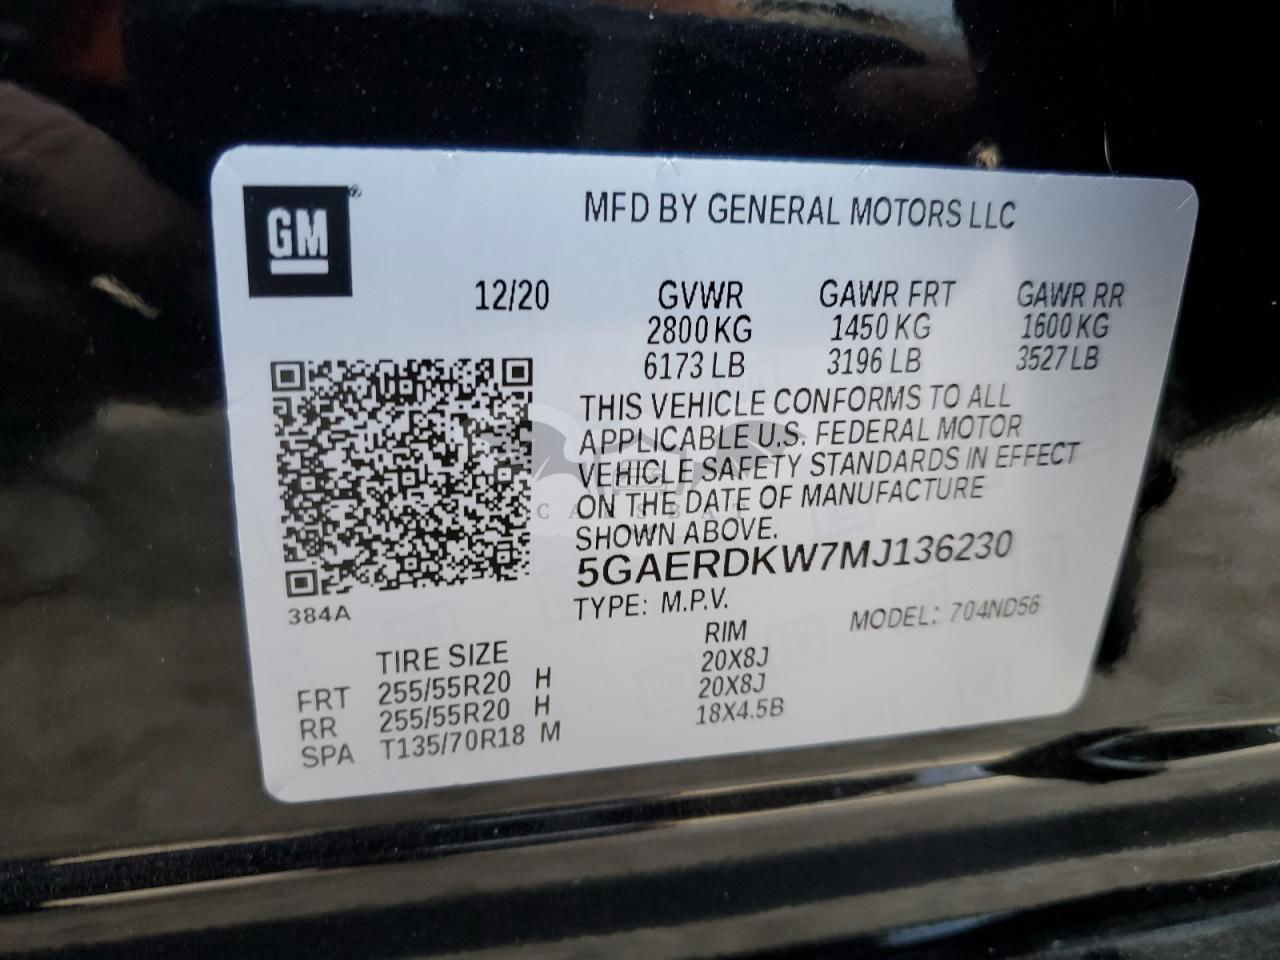 GM®
MFD BY GENERAL MOTORS LLC
12/20 GVWR GAWR FRT GAWR RR
2800 KG 1450 KG 1600 KG
6173 LB 3196 LB 3527 LB
THIS VEHICLE CONFORMS TO ALL
APPLICABLE U.S. FEDERAL MOTOR
VEHICLE SAFETY STANDARDS IN EFFECT
ON THE DATE OF MANUFACTURE
SHOWN ABOVE.
5GAERDKW7MJ136230
384A
TYPE: M.P.V. MODEL: 704ND56
TIRE SIZE RIM
FRT 255/55R20 H 20X8J
RR 255/55R20 H 20X8J
SPA T135/70R18 M 18X4.5B